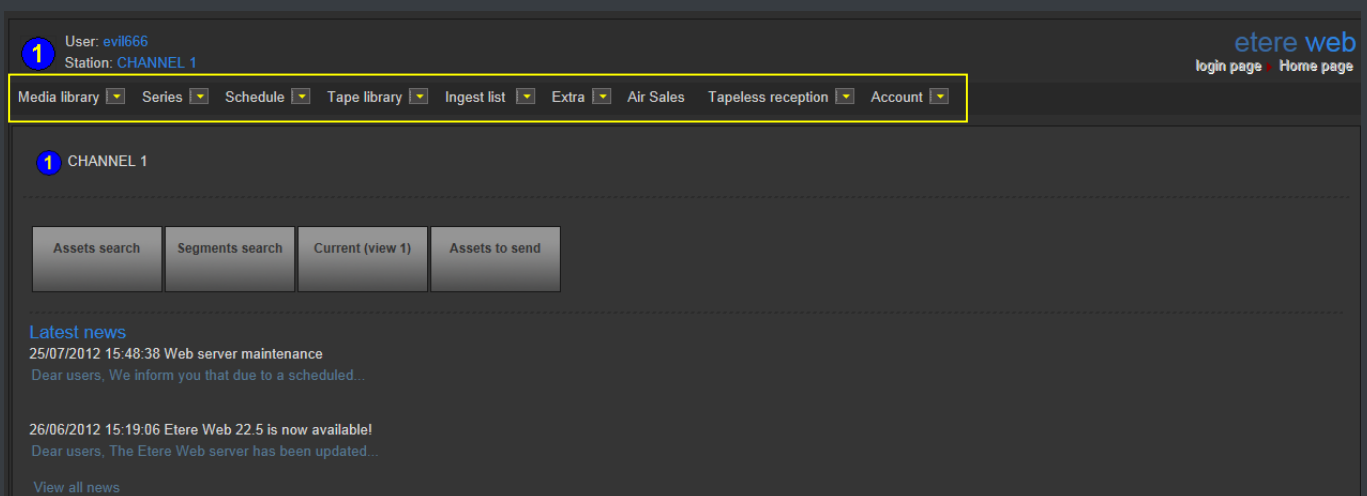 1
User: evil666
Station: CHANNEL 1
etere web
login page Home page
Media library Series Schedule Tape library Ingest list Extra Air Sales Tapeless reception Account
1 CHANNEL 1
Assets search Segments search Current (view 1) Assets to send
Latest news
25/07/2012 15:48:38 Web server maintenance
Dear users, We inform you that due to a scheduled...
26/06/2012 15:19:06 Etere Web 22.5 is now available!
Dear users, The Etere Web server has been updated...
View all news